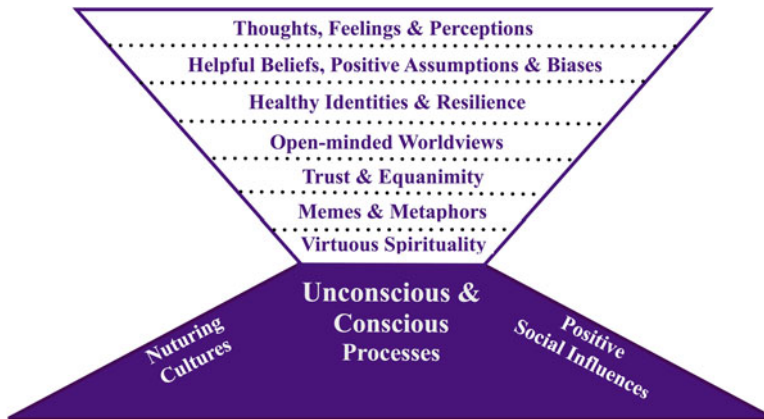 Thoughts, Feelings & Perceptions
Helpful Beliefs, Positive Assumptions & Biases
Healthy Identities & Resilience
Open-minded Worldviews
Trust & Equanimity
Memes & Metaphors
Virtuous Spirituality
Unconscious &
Conscious
Processes
Nuturing
Cultures
Positive
Social Influences